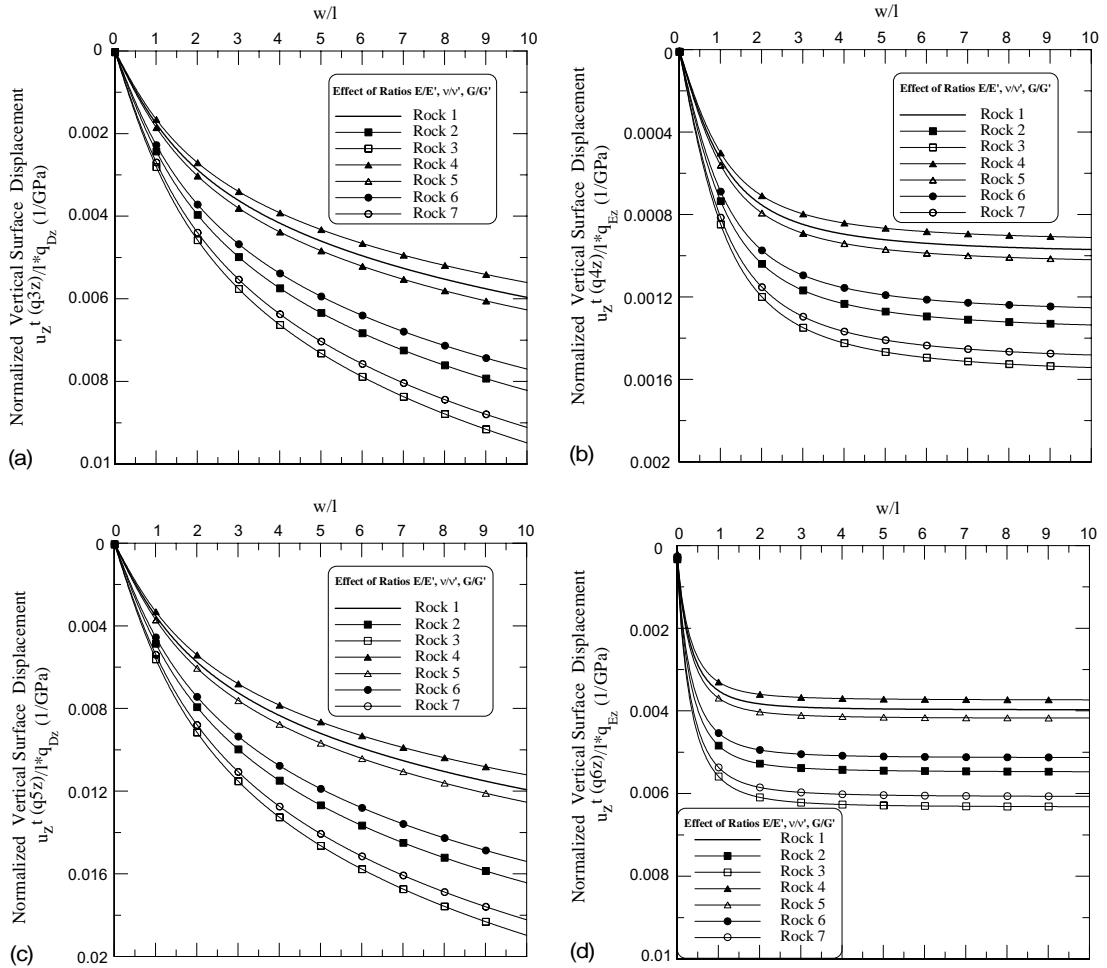 w/l
0 1 2 3 4 5 6 7 8 9 10
0
0.002
0.004
0.006
0.008
0.01
Normalized Vertical Surface Displacement
u_z^t (q3z)/l*q_Dz (1/GPa)
Effect of Ratios E/E', ν/ν', G/G'
Rock 1
Rock 2
Rock 3
Rock 4
Rock 5
Rock 6
Rock 7
(a)
w/l
0 1 2 3 4 5 6 7 8 9 10
0
0.0004
0.0008
0.0012
0.0016
0.002
Normalized Vertical Surface Displacement
u_z^t (q4z)/l*q_Ez (1/GPa)
Effect of Ratios E/E', ν/ν', G/G'
Rock 1
Rock 2
Rock 3
Rock 4
Rock 5
Rock 6
Rock 7
(b)
w/l
0 1 2 3 4 5 6 7 8 9 10
0
0.004
0.008
0.012
0.016
0.02
Normalized Vertical Surface Displacement
u_z^t (q5z)/l*q_Dz (1/GPa)
Effect of Ratios E/E', ν/ν', G/G'
Rock 1
Rock 2
Rock 3
Rock 4
Rock 5
Rock 6
Rock 7
(c)
w/l
0 1 2 3 4 5 6 7 8 9 10
0
0.002
0.004
0.006
0.008
0.01
Normalized Vertical Surface Displacement
u_z^t (q6z)/l*q_Ez (1/GPa)
Effect of Ratios E/E', ν/ν', G/G'
Rock 1
Rock 2
Rock 3
Rock 4
Rock 5
Rock 6
Rock 7
(d)